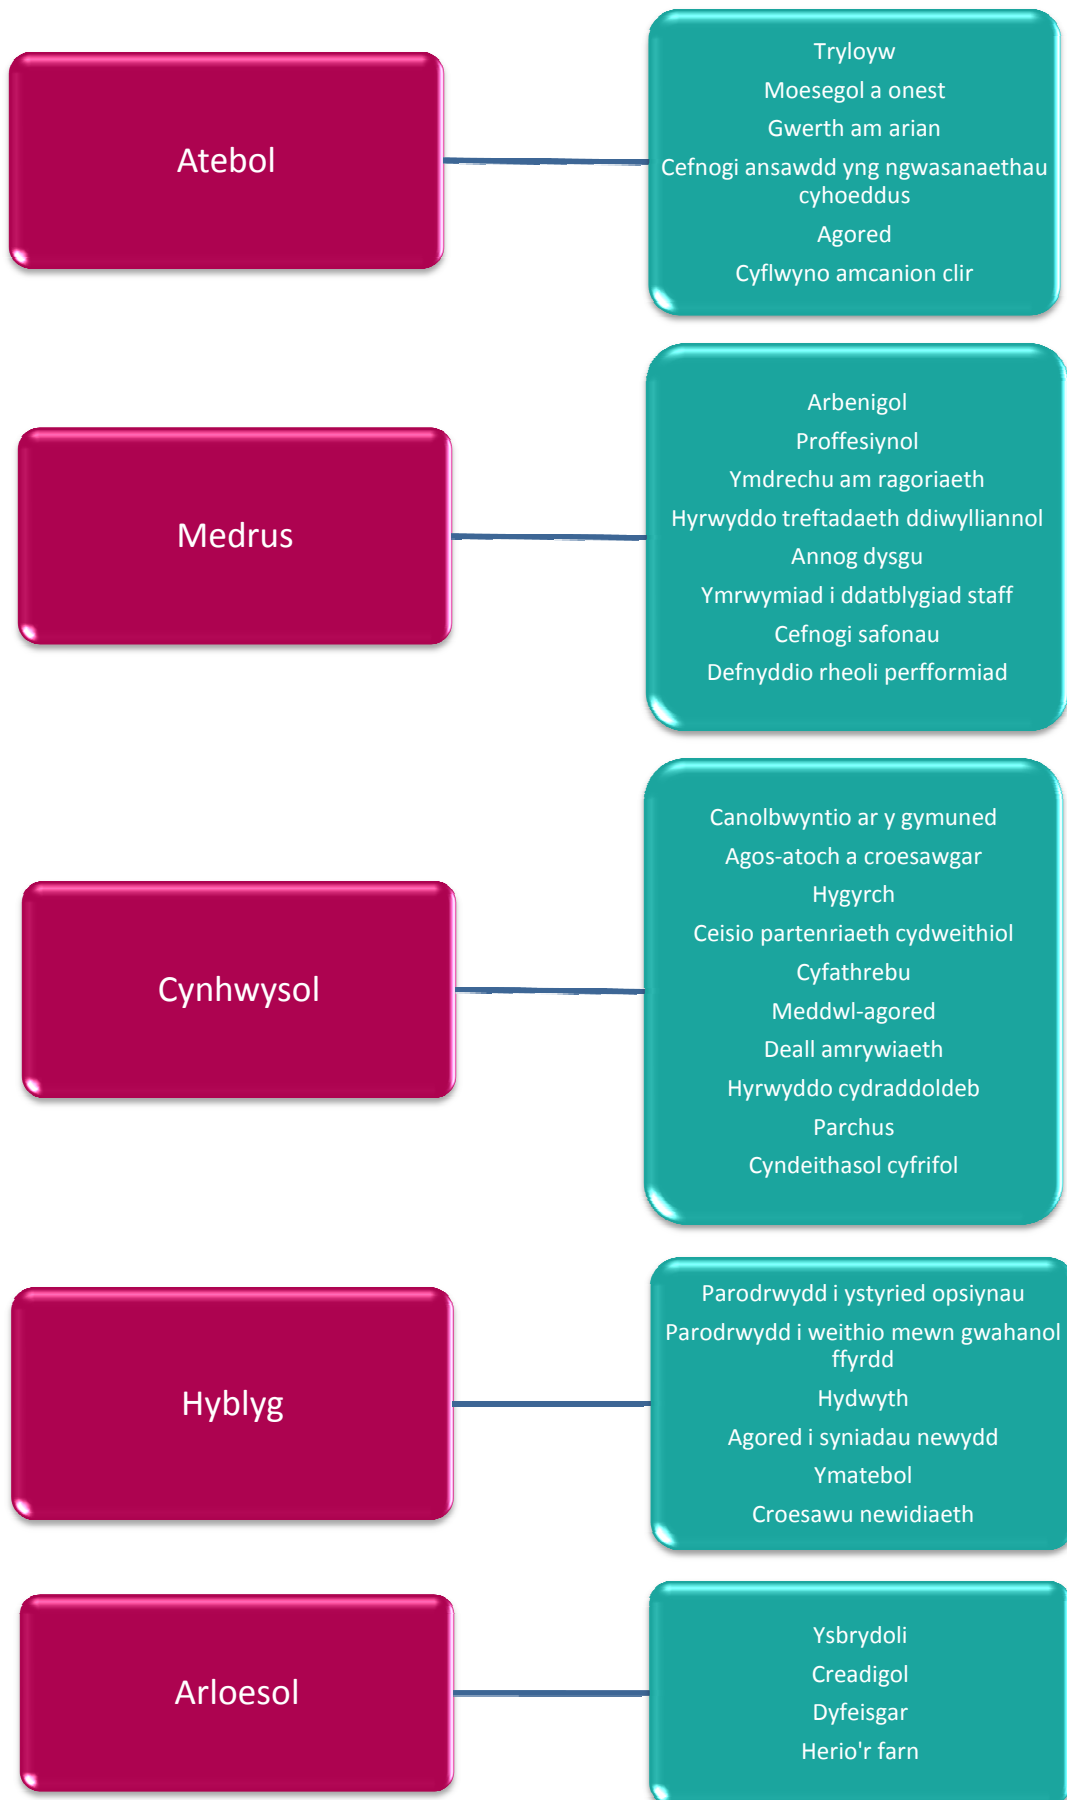 Atebol
Tryloyw
Moesegol a onest
Gwerth am arian
Cefnogi ansawdd yng ngwasanaethau
cyhoeddus
Agored
Cyflwyno amcanion clir
Medrus
Arbenigol
Proffesiynol
Ymdrechu am ragoriaeth
Hyrwyddo treftadaeth ddiwylliannol
Annog dysgu
Ymrwymiad i ddatblygiad staff
Cefnogi safonau
Defnyddio rheoli perfformiad
Cynhwysol
Canolbwyntio ar y gymuned
Agos-atoch a croesawgar
Hygyrch
Ceisio partenriaeth cydweithiol
Cyfathrebu
Meddwl-agored
Deall amrywiaeth
Hyrwyddo cydraddoldeb
Parchus
Cyndeithasol cyfrifol
Hyblyg
Parodrwydd i ystyried opsiynau
Parodrwydd i weithio mewn gwahanol
ffyrdd
Hydwyth
Agored i syniadau newydd
Ymatebol
Croesawu newidiaeth
Arloesol
Ysbrydoli
Creadigol
Dyfeisgar
Herio'r farn